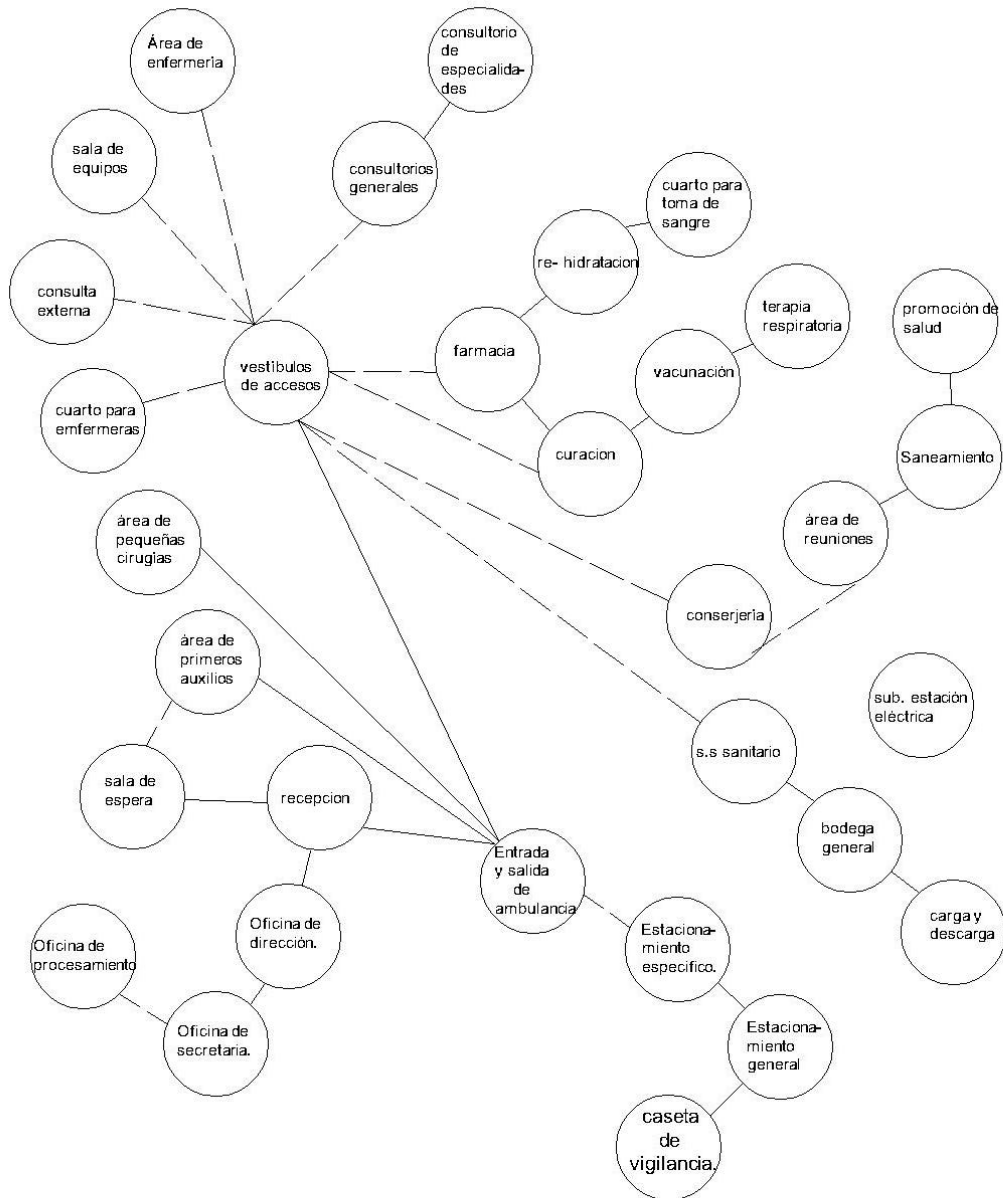 Área de
enfermería
consultorio
de
especialida-
des
sala de
equipos
consultorios
generales
cuarto para
toma de
sangre
re- hidratacion
consulta
externa
terapia
respiratoria
promoción de
salud
vestíbulos
de accesos
farmacia
vacunación
cuarto para
emfermeras
curacion
Saneamiento
área de
pequeñas
cirugias
área de
reuniones
conserjería
área de
primeros
auxilios
sub. estación
eléctrica
s.s sanitario
sala de
espera
recepcion
bodega
general
Entrada
y salida
de
ambulancia
carga y
descarga
Oficina de
dirección.
Estaciona-
miento
especifico.
Oficina de
procesamiento
Oficina de
secretaria.
Estaciona-
miento
general
caseta
de
vigilancia.